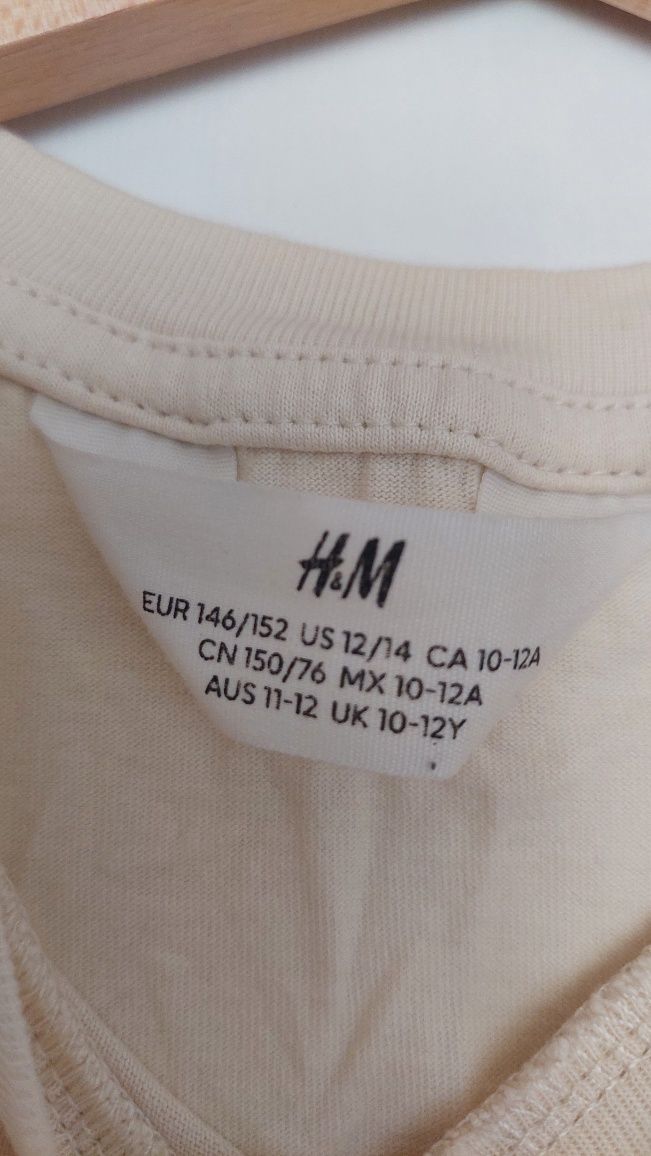 H&M
EUR 146/152 US 12/14 CA 10-12A
CN 150/76 MX 10-12A
AUS 11-12 UK 10-12Y